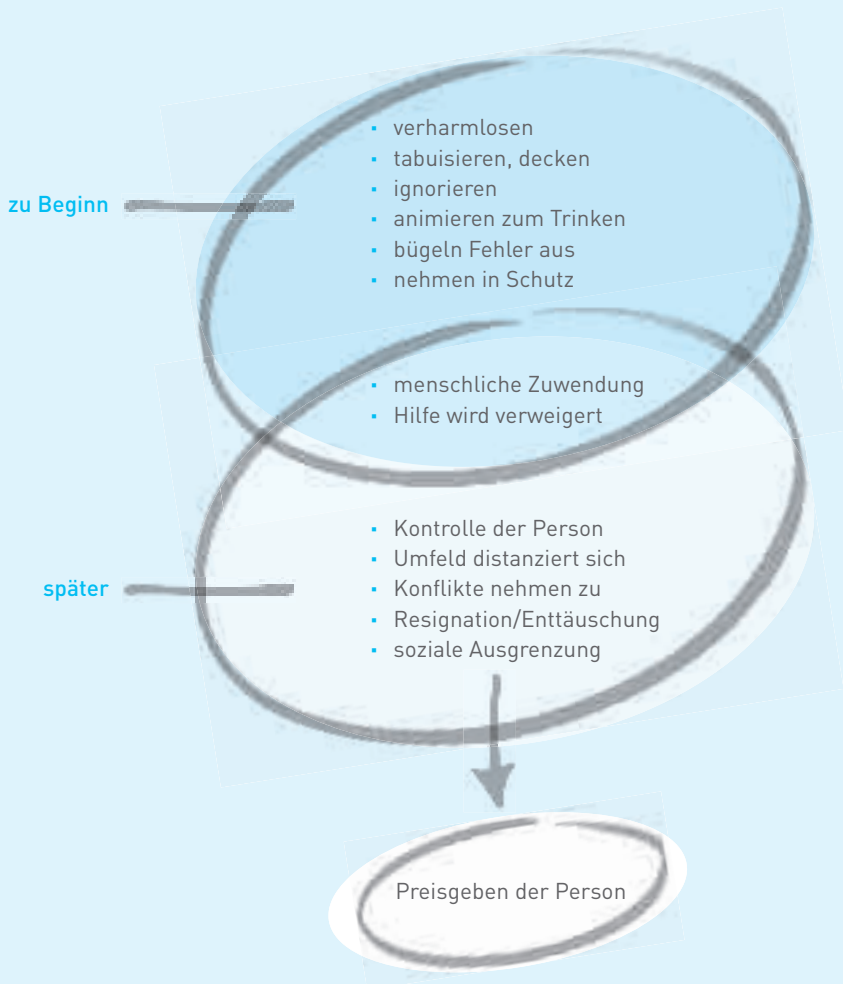 zu Beginn
▪ verharmlosen
▪ tabuisieren, decken
▪ ignorieren
▪ animieren zum Trinken
▪ bügeln Fehler aus
▪ nehmen in Schutz
▪ menschliche Zuwendung
▪ Hilfe wird verweigert
später
▪ Kontrolle der Person
▪ Umfeld distanziert sich
▪ Konflikte nehmen zu
▪ Resignation/Enttäuschung
▪ soziale Ausgrenzung
Preisgeben der Person